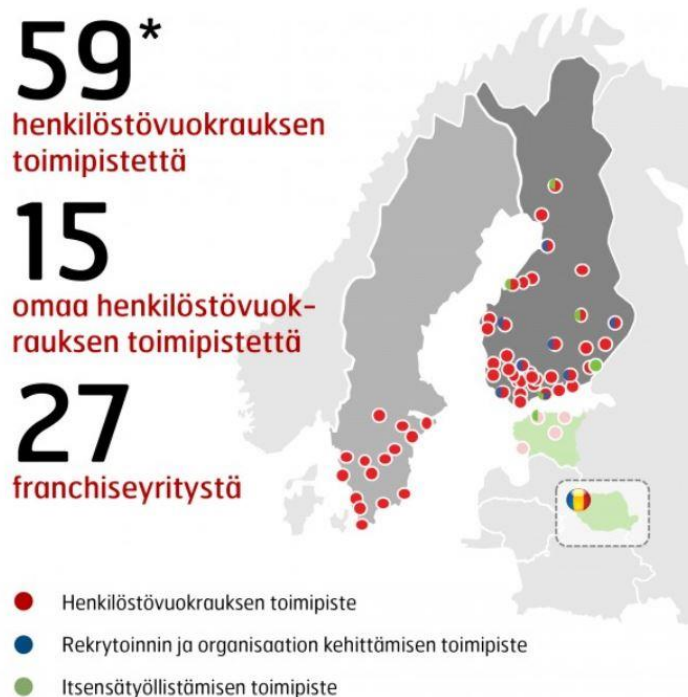 59*
henkilöstövuokrauksen
toimipistettä
15
omaa henkilöstövuok-
rauksen toimipistettä
27
franchiseyritystä
Henkilöstövuokrauksen toimipiste
Rekrytoinnin ja organisaation kehittämisen toimipiste
Itsensätyöllistämisen toimipiste